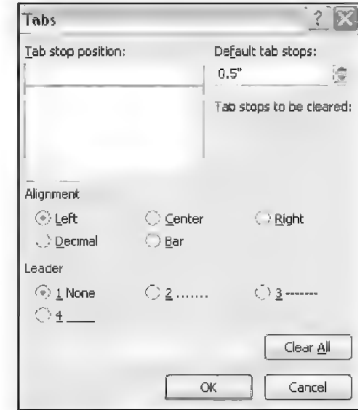 Tabs
Tab stop position: Default tab stops:
0.5"
Tab stops to be cleared:
Alignment
Left Center Right
Decimal Bar
Leader
1 None 2 ....... 3 -------
4 ____
Clear All
OK Cancel